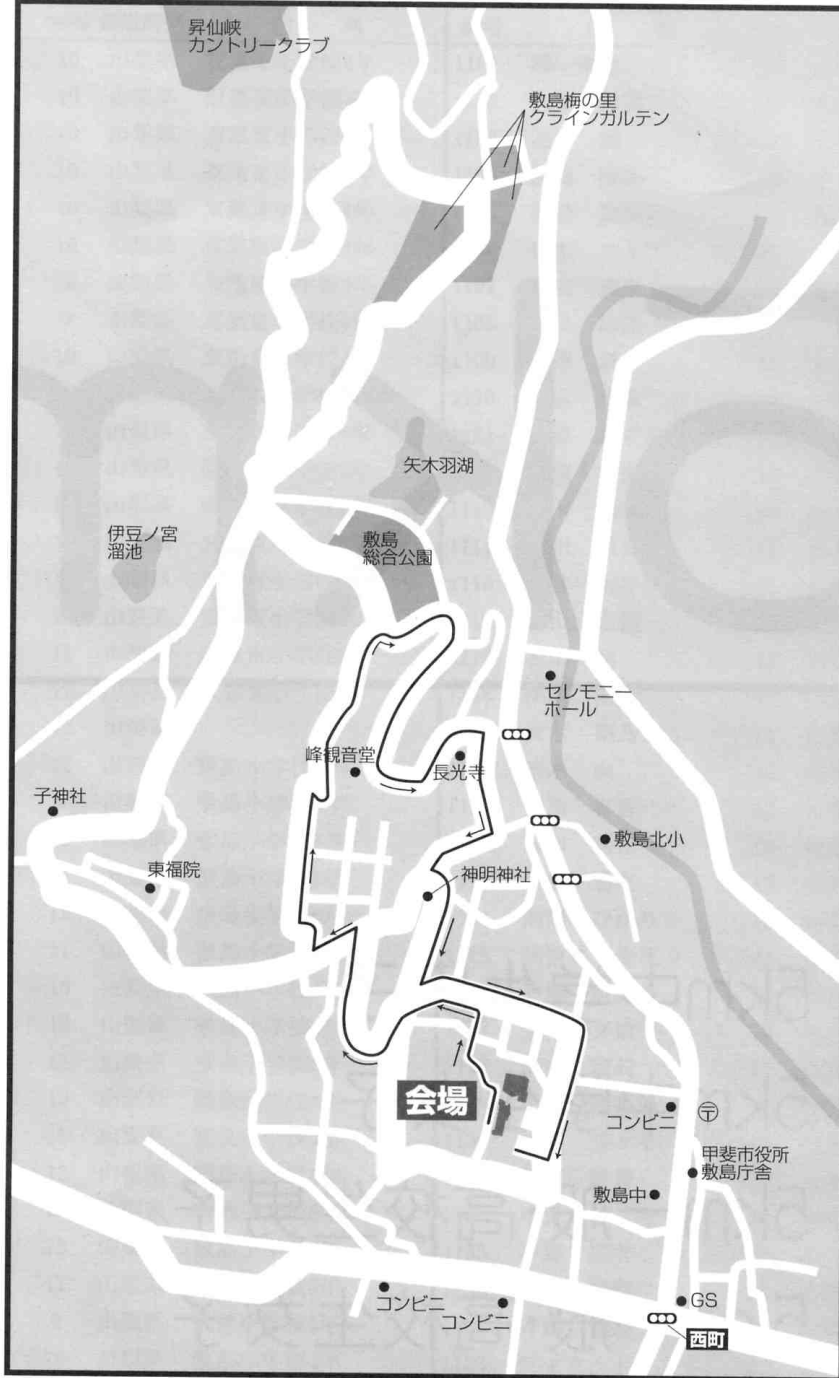 昇仙峡
カントリークラブ
敷島梅の里
クラインガルテン
矢木羽湖
伊豆ノ宮
溜池
敷島
総合公園
セレモニー
ホール
峰観音堂
長光寺
子神社
敷島北小
東福院
神明神社
会場
コンビニ
〒
甲斐市役所
敷島庁舎
敷島中
コンビニ
コンビニ
GS
西町